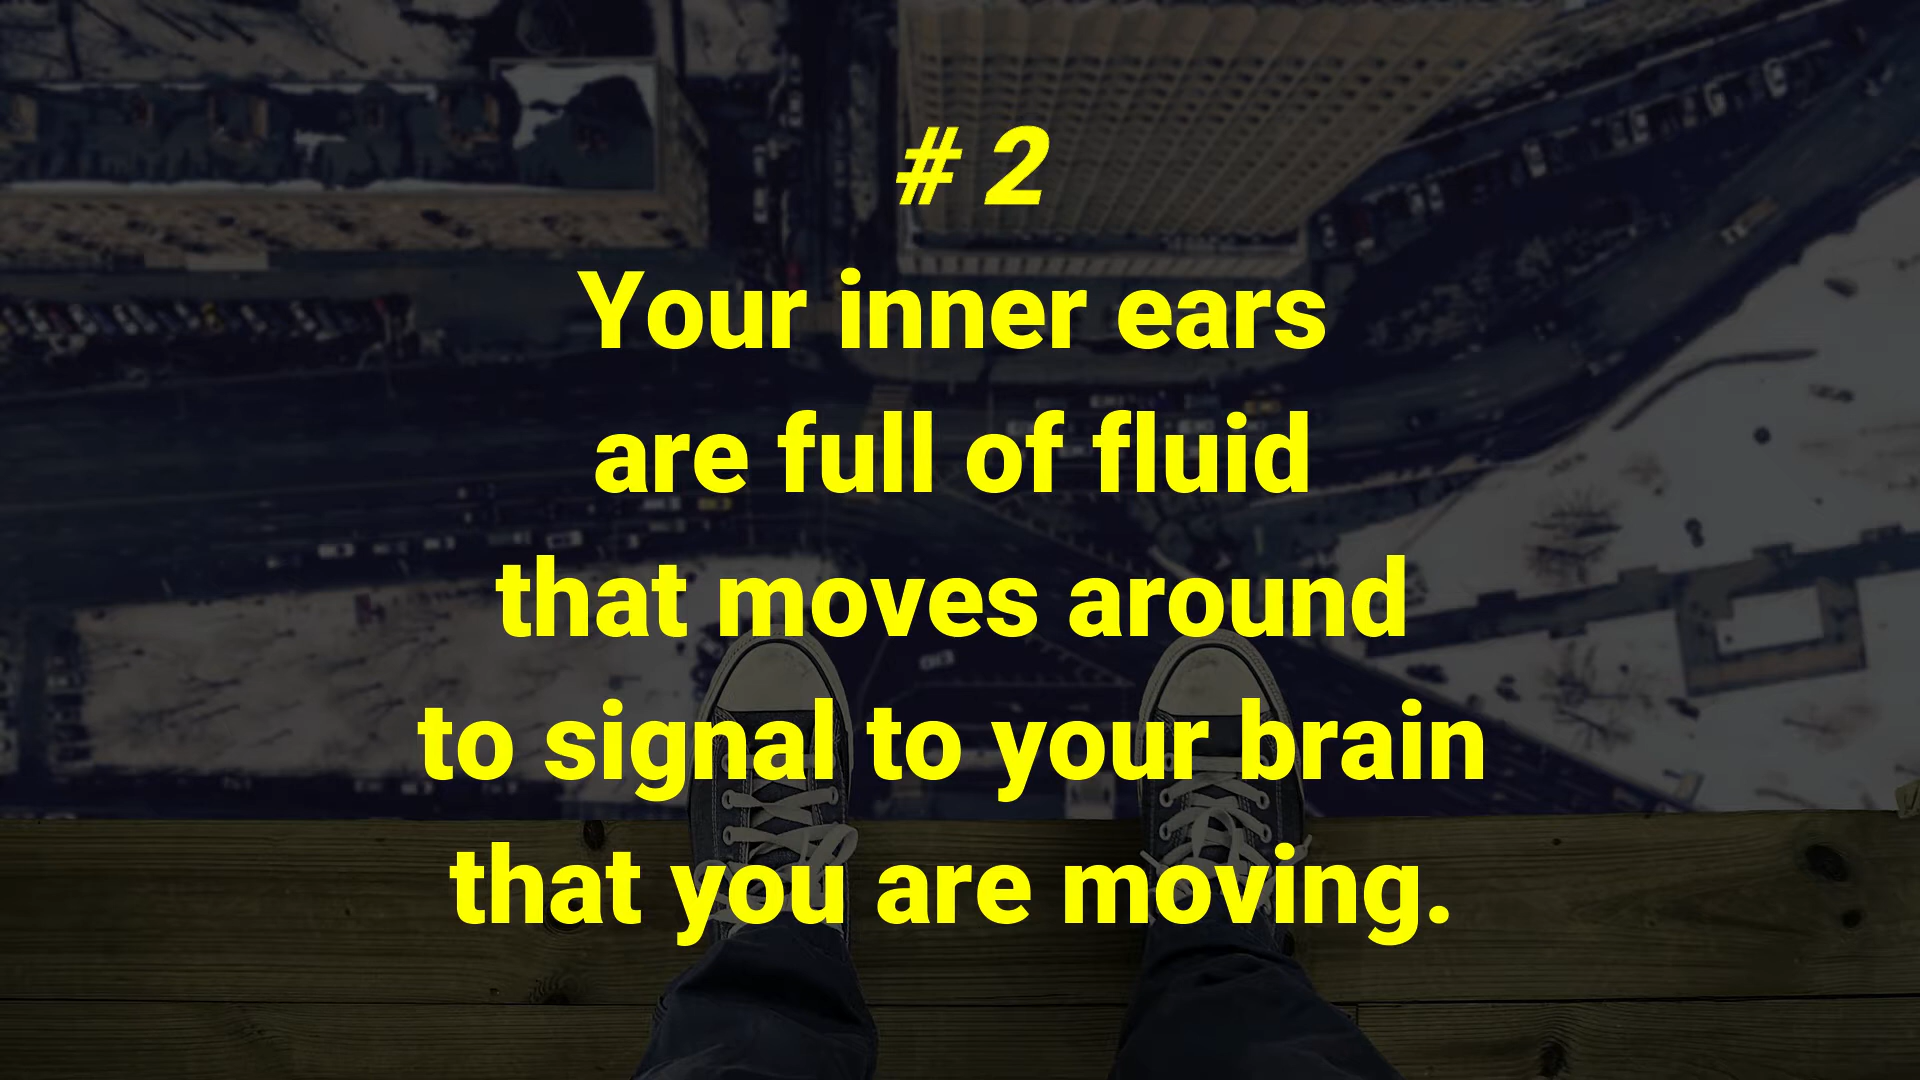 # 2
Your inner ears
are full of fluid
that moves around
to signal to your brain
that you are moving.